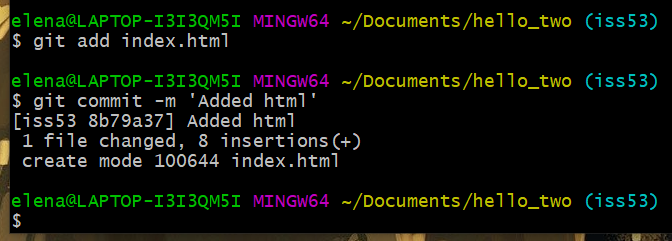 elena@LAPTOP-I3I3QM5I MINGW64 ~/Documents/hello_two (iss53)
$ git add index.html
elena@LAPTOP-I3I3QM5I MINGW64 ~/Documents/hello_two (iss53)
$ git commit -m 'Added html'
[iss53 8b79a37] Added html
 1 file changed, 8 insertions(+)
 create mode 100644 index.html
elena@LAPTOP-I3I3QM5I MINGW64 ~/Documents/hello_two (iss53)
$